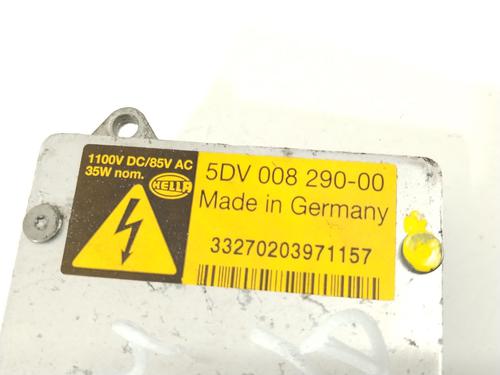 1100V DC/85V AC
35W nom.
HELLA
5DV 008 290-00
Made in Germany
33270203971157